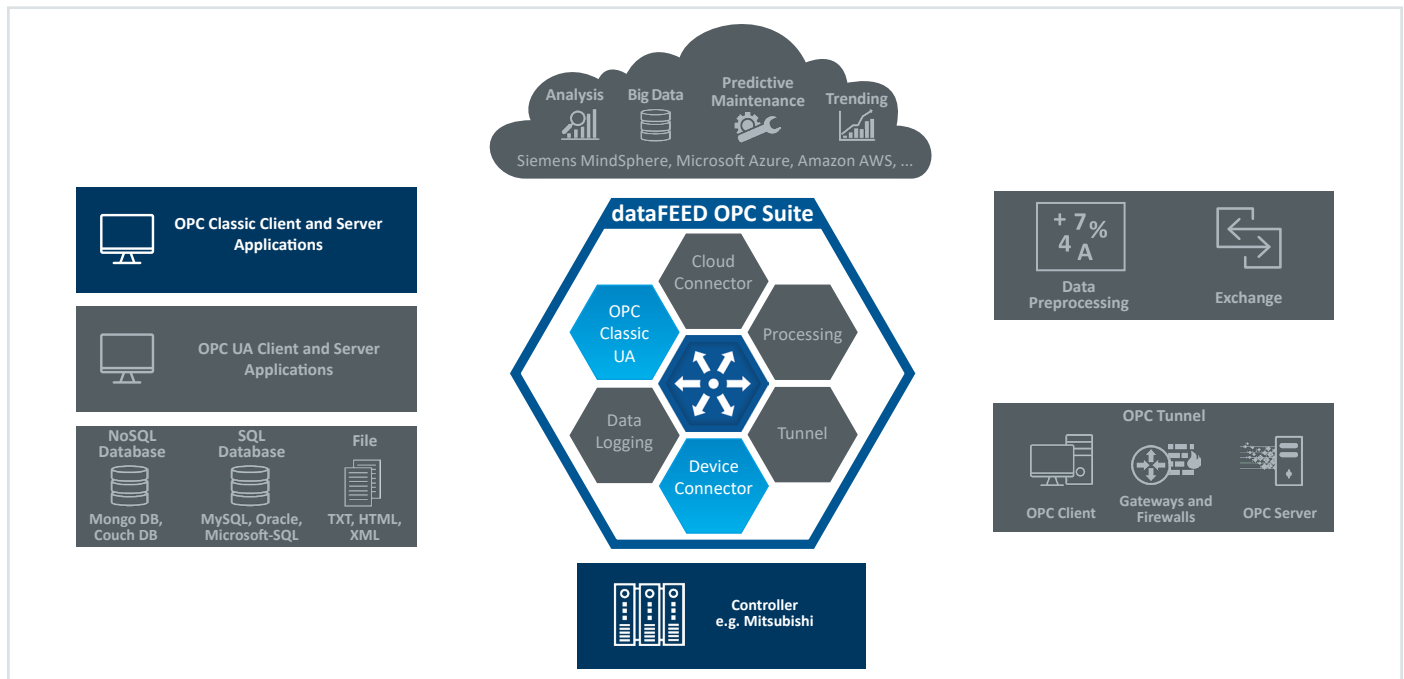 Analysis
Big Data
Predictive
Maintenance
Trending
Siemens MindSphere, Microsoft Azure, Amazon AWS, ...
OPC Classic Client and Server
Applications
OPC UA Client and Server
Applications
NoSQL
Database
SQL
Database
File
Mongo DB,
Couch DB
MySQL, Oracle,
Microsoft-SQL
TXT, HTML,
XML
dataFEED OPC Suite
Cloud
Connector
OPC
Classic
UA
Processing
Data
Logging
Tunnel
Device
Connector
+ 7%
4 A
Data
Preprocessing
Exchange
OPC Tunnel
OPC Client
Gateways and
Firewalls
OPC Server
Controller
e.g. Mitsubishi